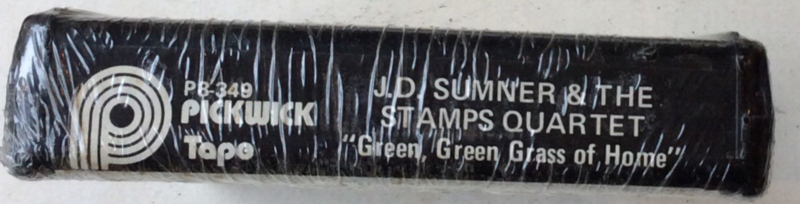 P8-349
PICKWICK
Tape
J.D. SUMNER & THE
STAMPS QUARTET
"Green, Green Grass of Home"